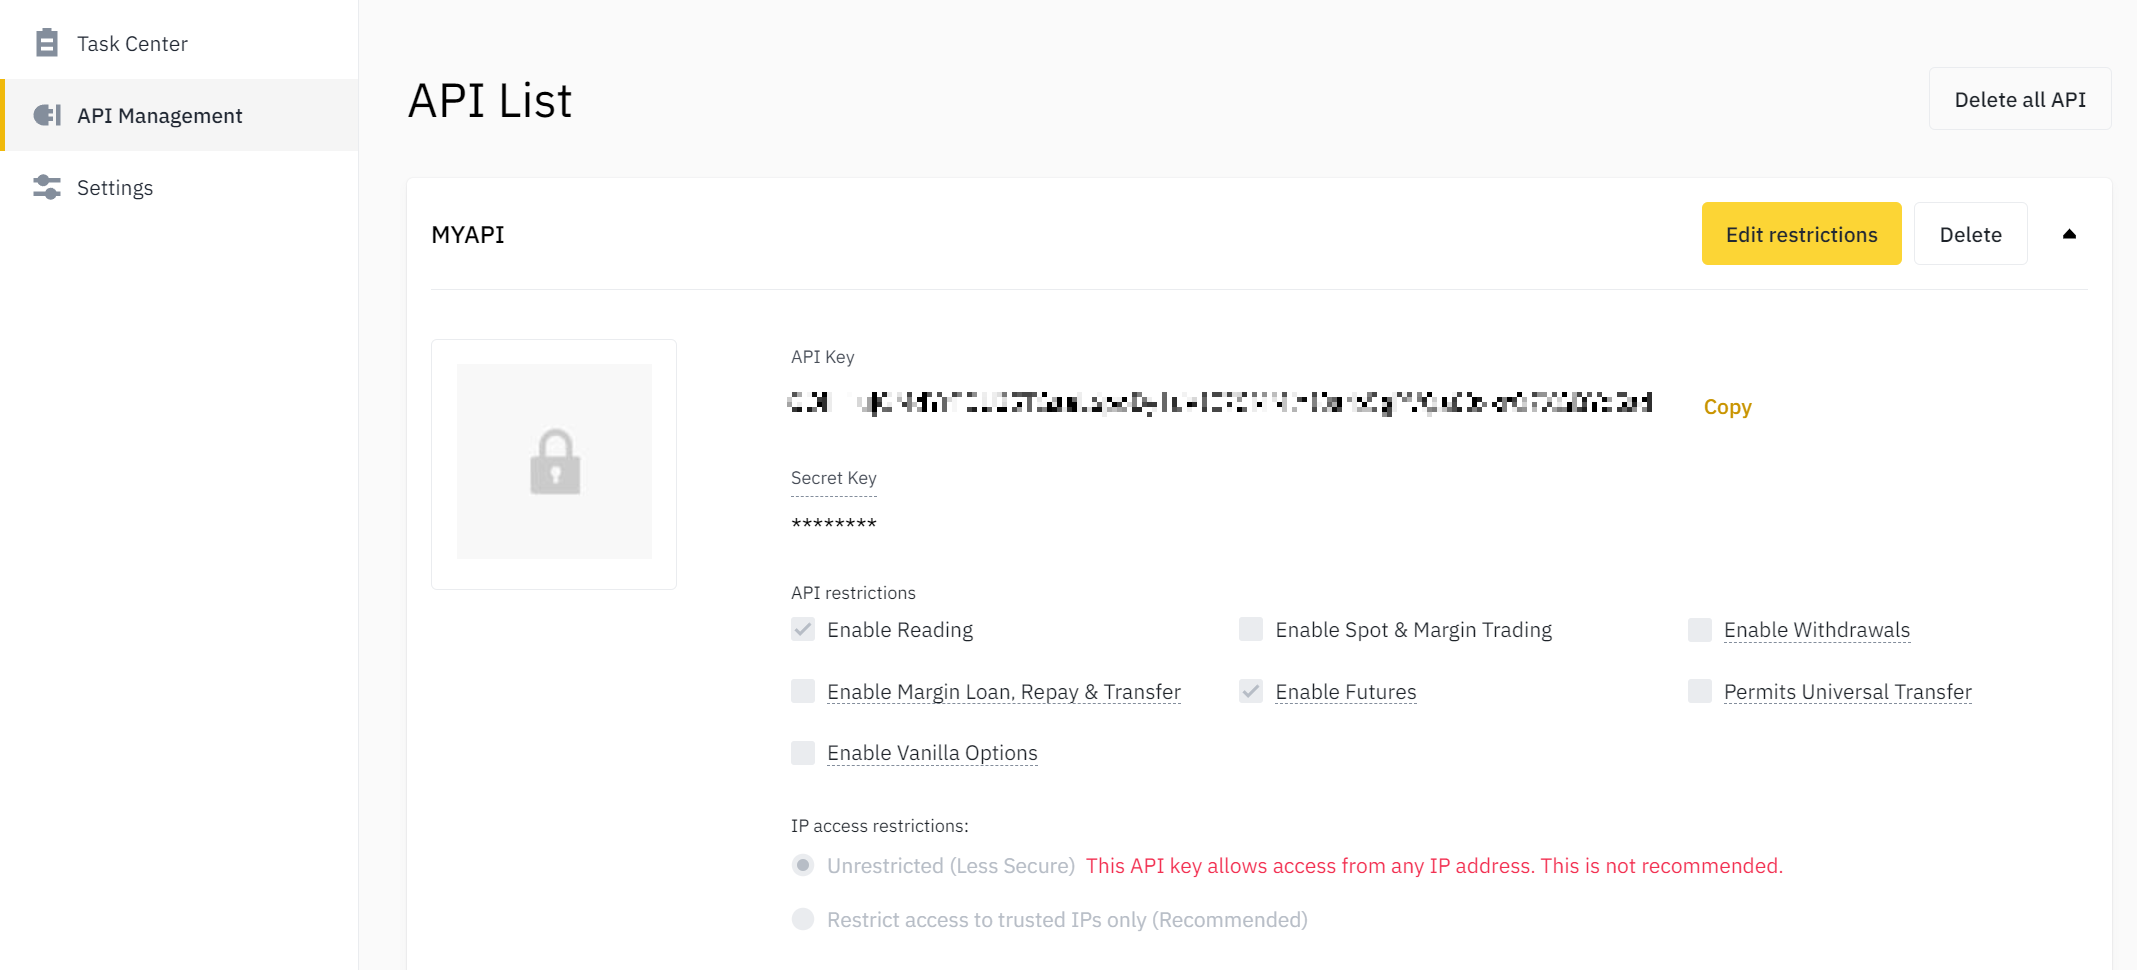 Task Center
API Management
Settings
API List
Delete all API
MYAPI
Edit restrictions
Delete
API Key
Copy
Secret Key
********
API restrictions
Enable Reading
Enable Spot & Margin Trading
Enable Withdrawals
Enable Margin Loan, Repay & Transfer
Enable Futures
Permits Universal Transfer
Enable Vanilla Options
IP access restrictions:
Unrestricted (Less Secure) This API key allows access from any IP address. This is not recommended.
Restrict access to trusted IPs only (Recommended)